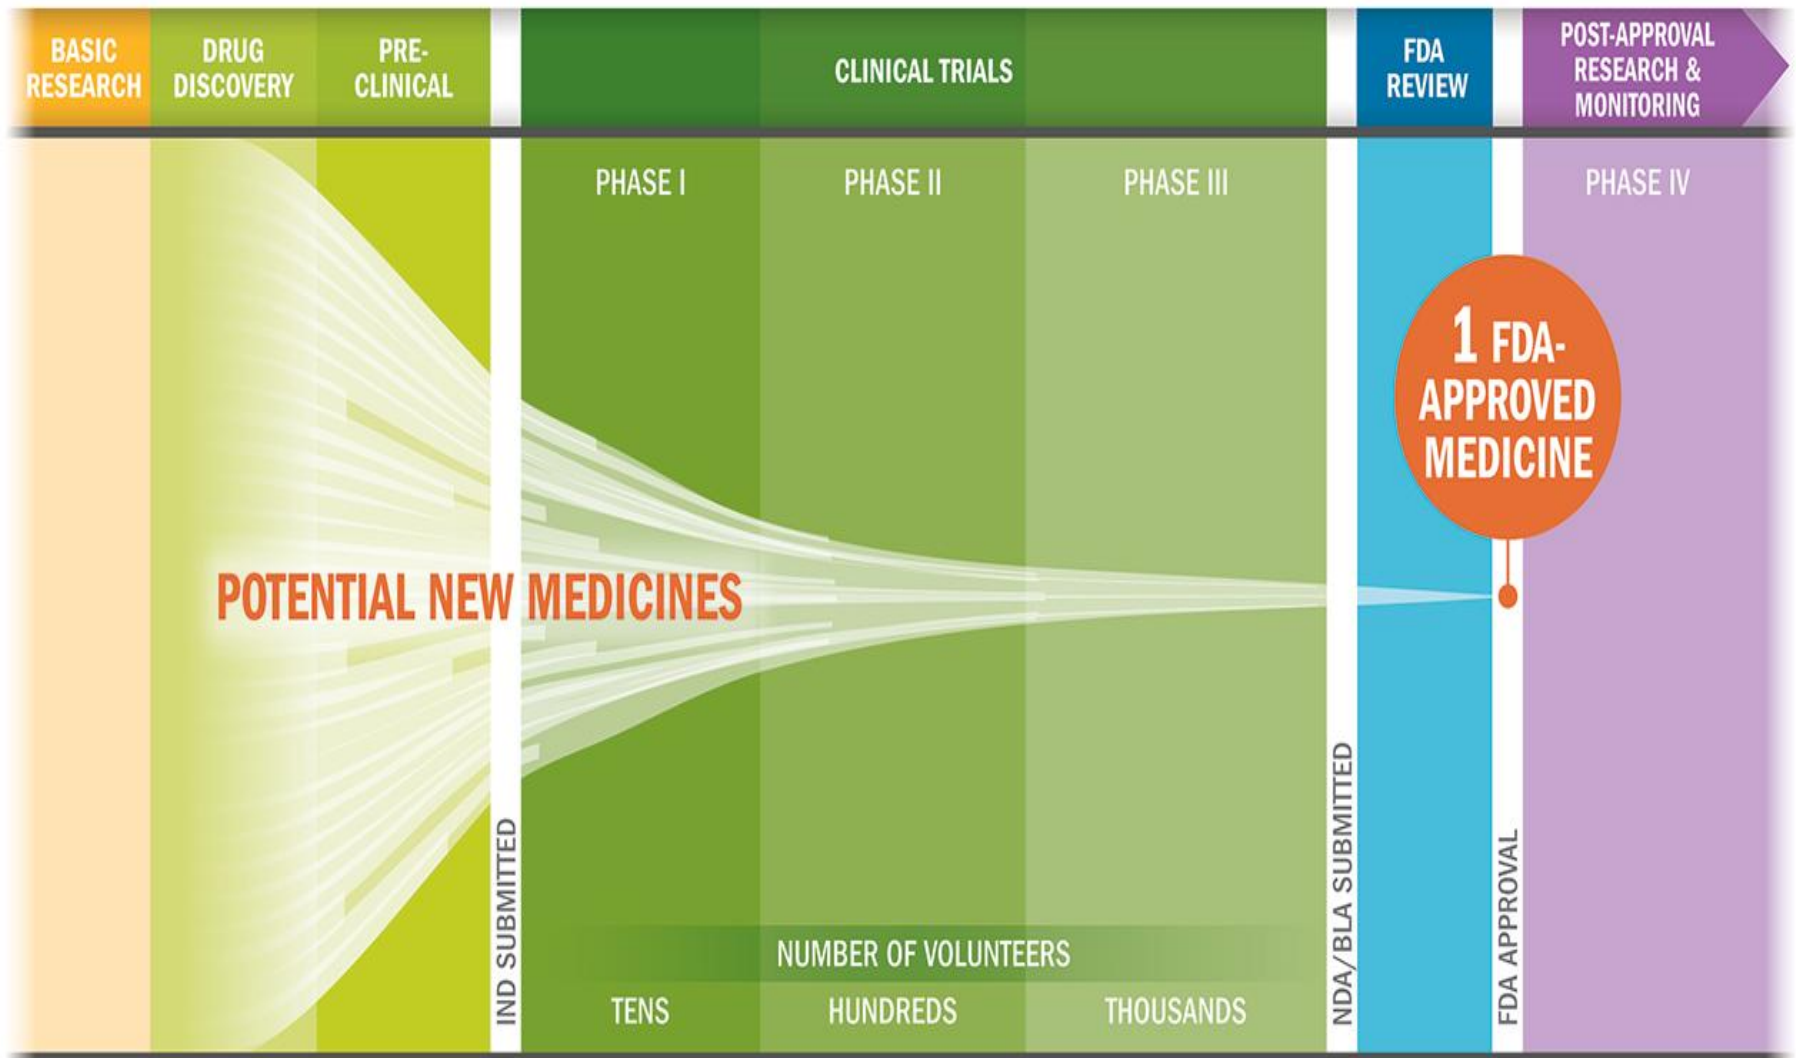 BASIC
RESEARCH
DRUG
DISCOVERY
PRE-
CLINICAL
CLINICAL TRIALS
FDA
REVIEW
POST-APPROVAL
RESEARCH &
MONITORING
PHASE I
PHASE II
PHASE III
PHASE IV
1 FDA-
APPROVED
MEDICINE
POTENTIAL NEW MEDICINES
IND SUBMITTED
NDA/BLA SUBMITTED
FDA APPROVAL
NUMBER OF VOLUNTEERS
TENS
HUNDREDS
THOUSANDS